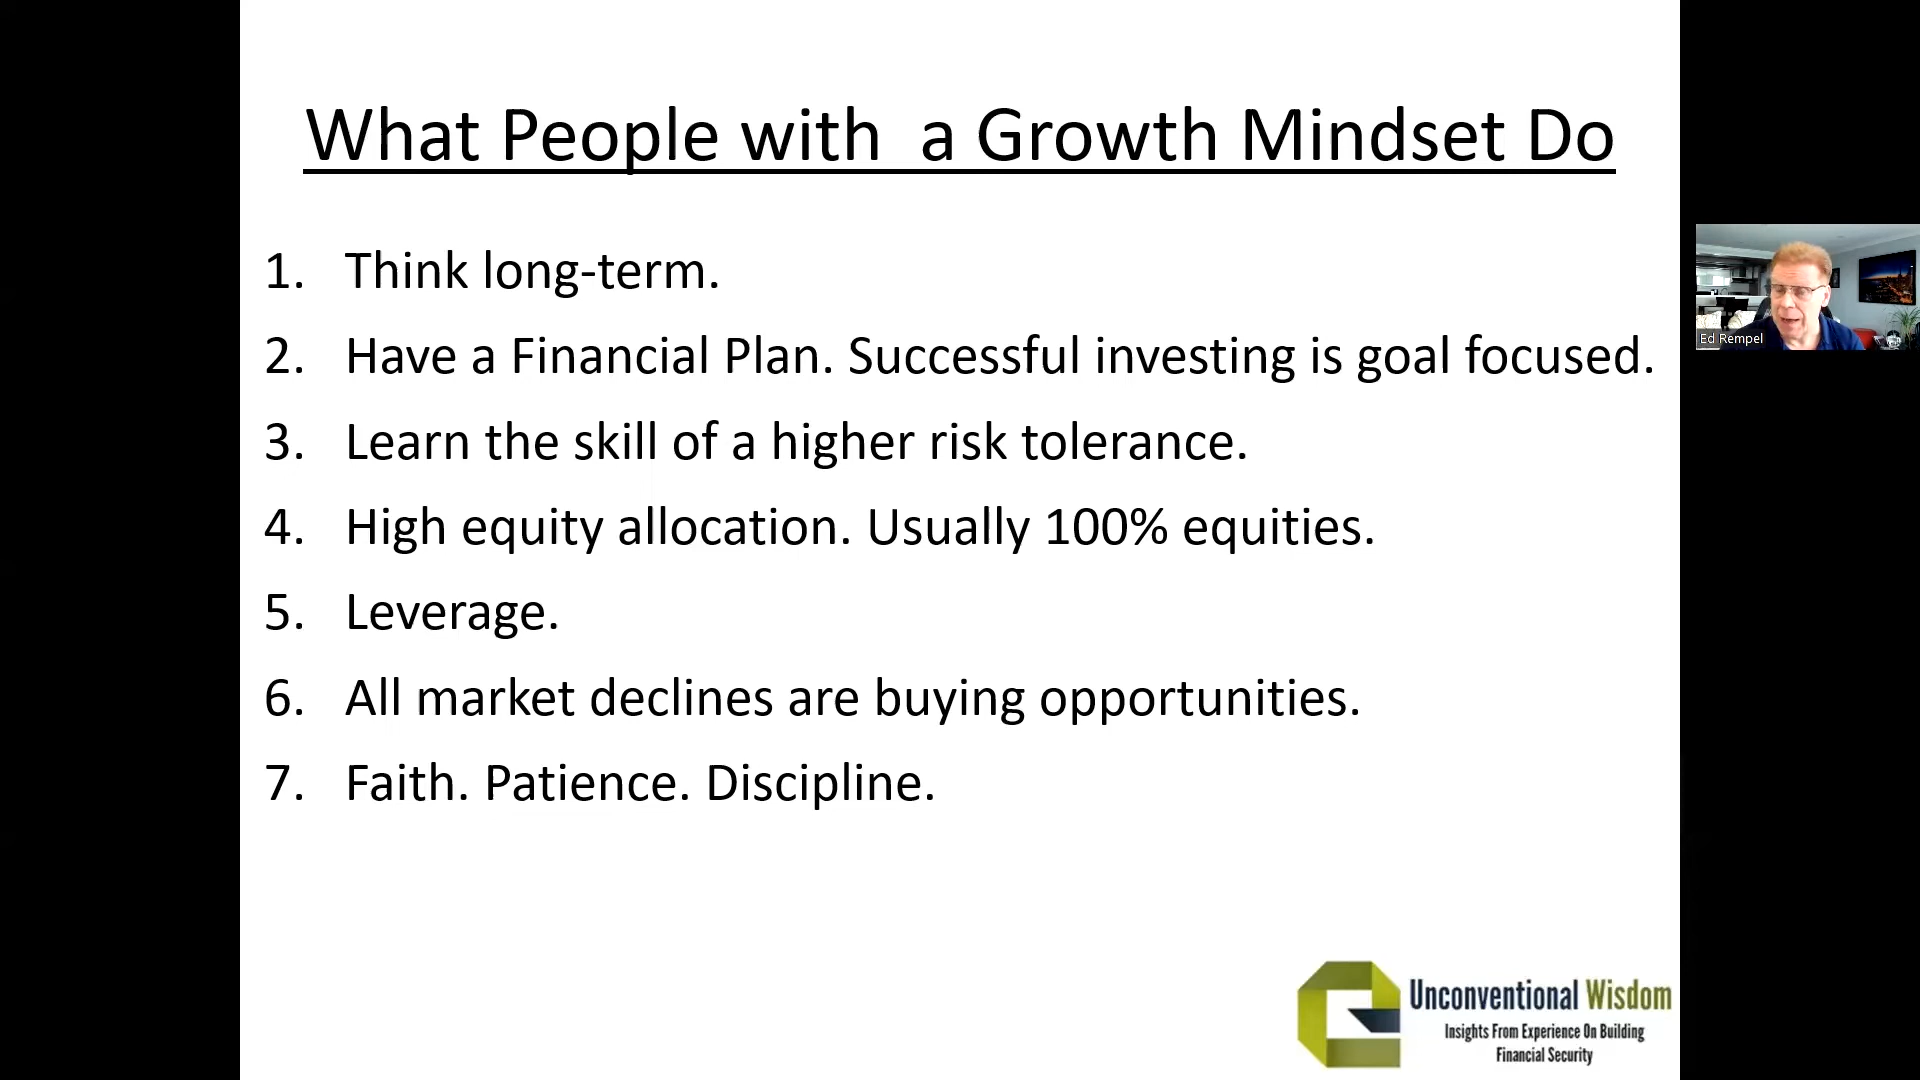 What People with  a Growth Mindset Do
1. Think long-term.
2. Have a Financial Plan. Successful investing is goal focused.
3. Learn the skill of a higher risk tolerance.
4. High equity allocation. Usually 100% equities.
5. Leverage.
6. All market declines are buying opportunities.
7. Faith. Patience. Discipline.
Ed Rempel
Unconventional Wisdom
Insights From Experience On Building
Financial Security